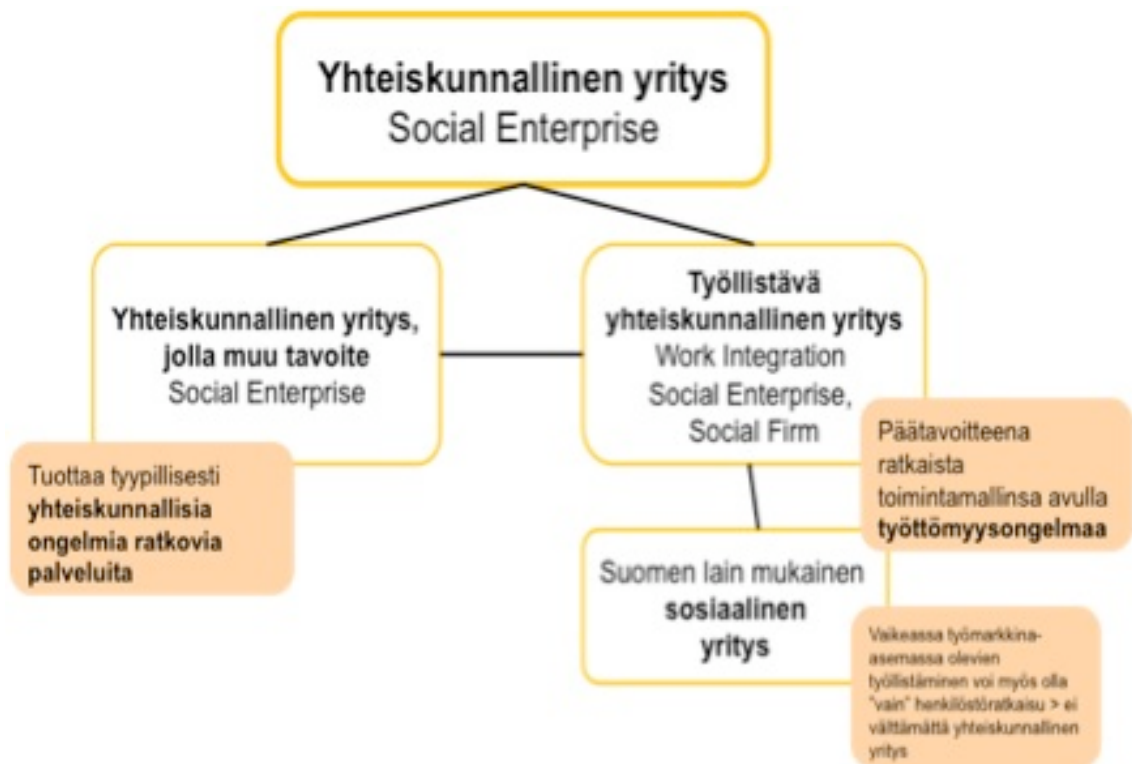 Yhteiskunnallinen yritys
Social Enterprise
Yhteiskunnallinen yritys,
jolla muu tavoite
Social Enterprise
Tuottaa tyypillisesti
yhteiskunnallisia
ongelmia ratkovia
palveluita
Työllistävä
yhteiskunnallinen yritys
Work Integration
Social Enterprise,
Social Firm
Päätavoitteena
ratkaista
toimintamallinsa avulla
työttömyysongelmaa
Suomen lain mukainen
sosiaalinen
yritys
Vaikeassa työmarkkina-
asemassa olevien
työllistäminen voi myös olla
"vain" henkilöstöratkaisu > ei
välttämättä yhteiskunnallinen
yritys